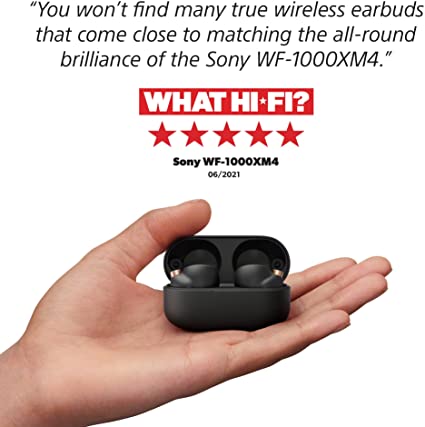 “You won’t find many true wireless earbuds
that come close to matching the all-round
brilliance of the Sony WF-1000XM4.”
WHAT HI★FI?
★★★★★
Sony WF-1000XM4
06/2021